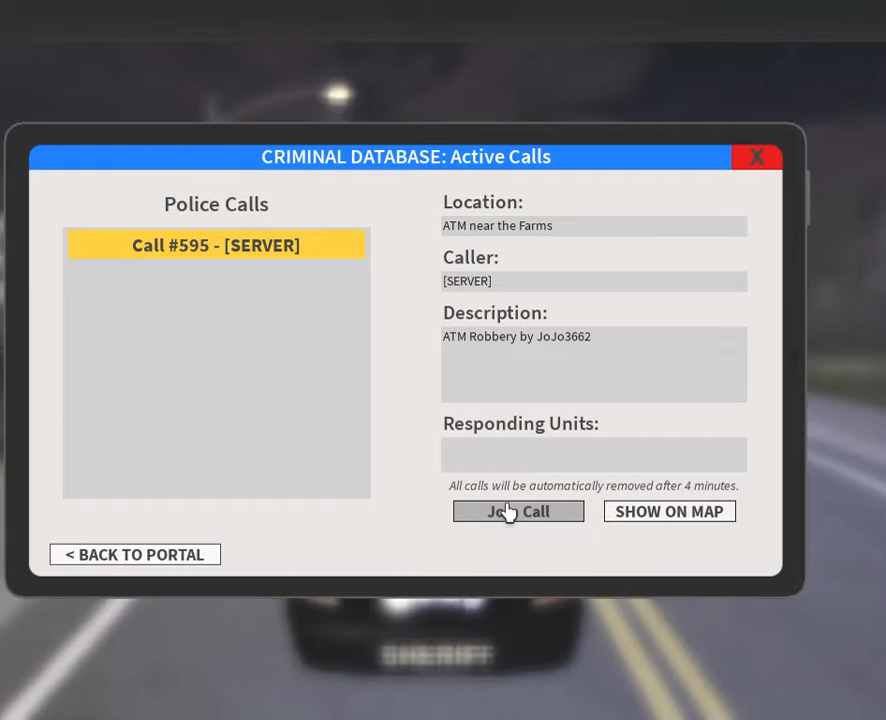 CRIMINAL DATABASE: Active Calls
X
Police Calls
Call #595 - [SERVER]
Location:
ATM near the Farms
Caller:
[SERVER]
Description:
ATM Robbery by JoJo3662
Responding Units:
All calls will be automatically removed after 4 minutes.
Join Call
SHOW ON MAP
< BACK TO PORTAL
SHERIFF